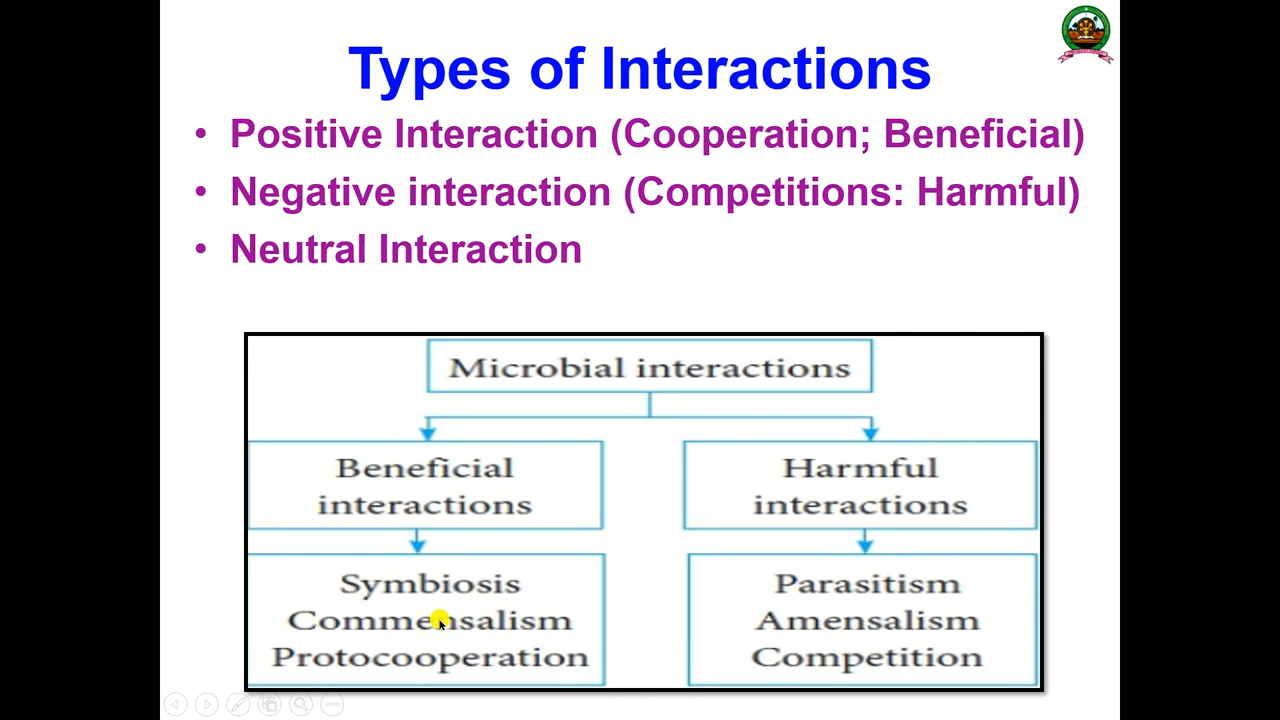 Types of Interactions
• Positive Interaction (Cooperation; Beneficial)
• Negative interaction (Competitions: Harmful)
• Neutral Interaction
Microbial interactions
Beneficial
interactions
Harmful
interactions
Symbiosis
Commensalism
Protocooperation
Parasitism
Amensalism
Competition